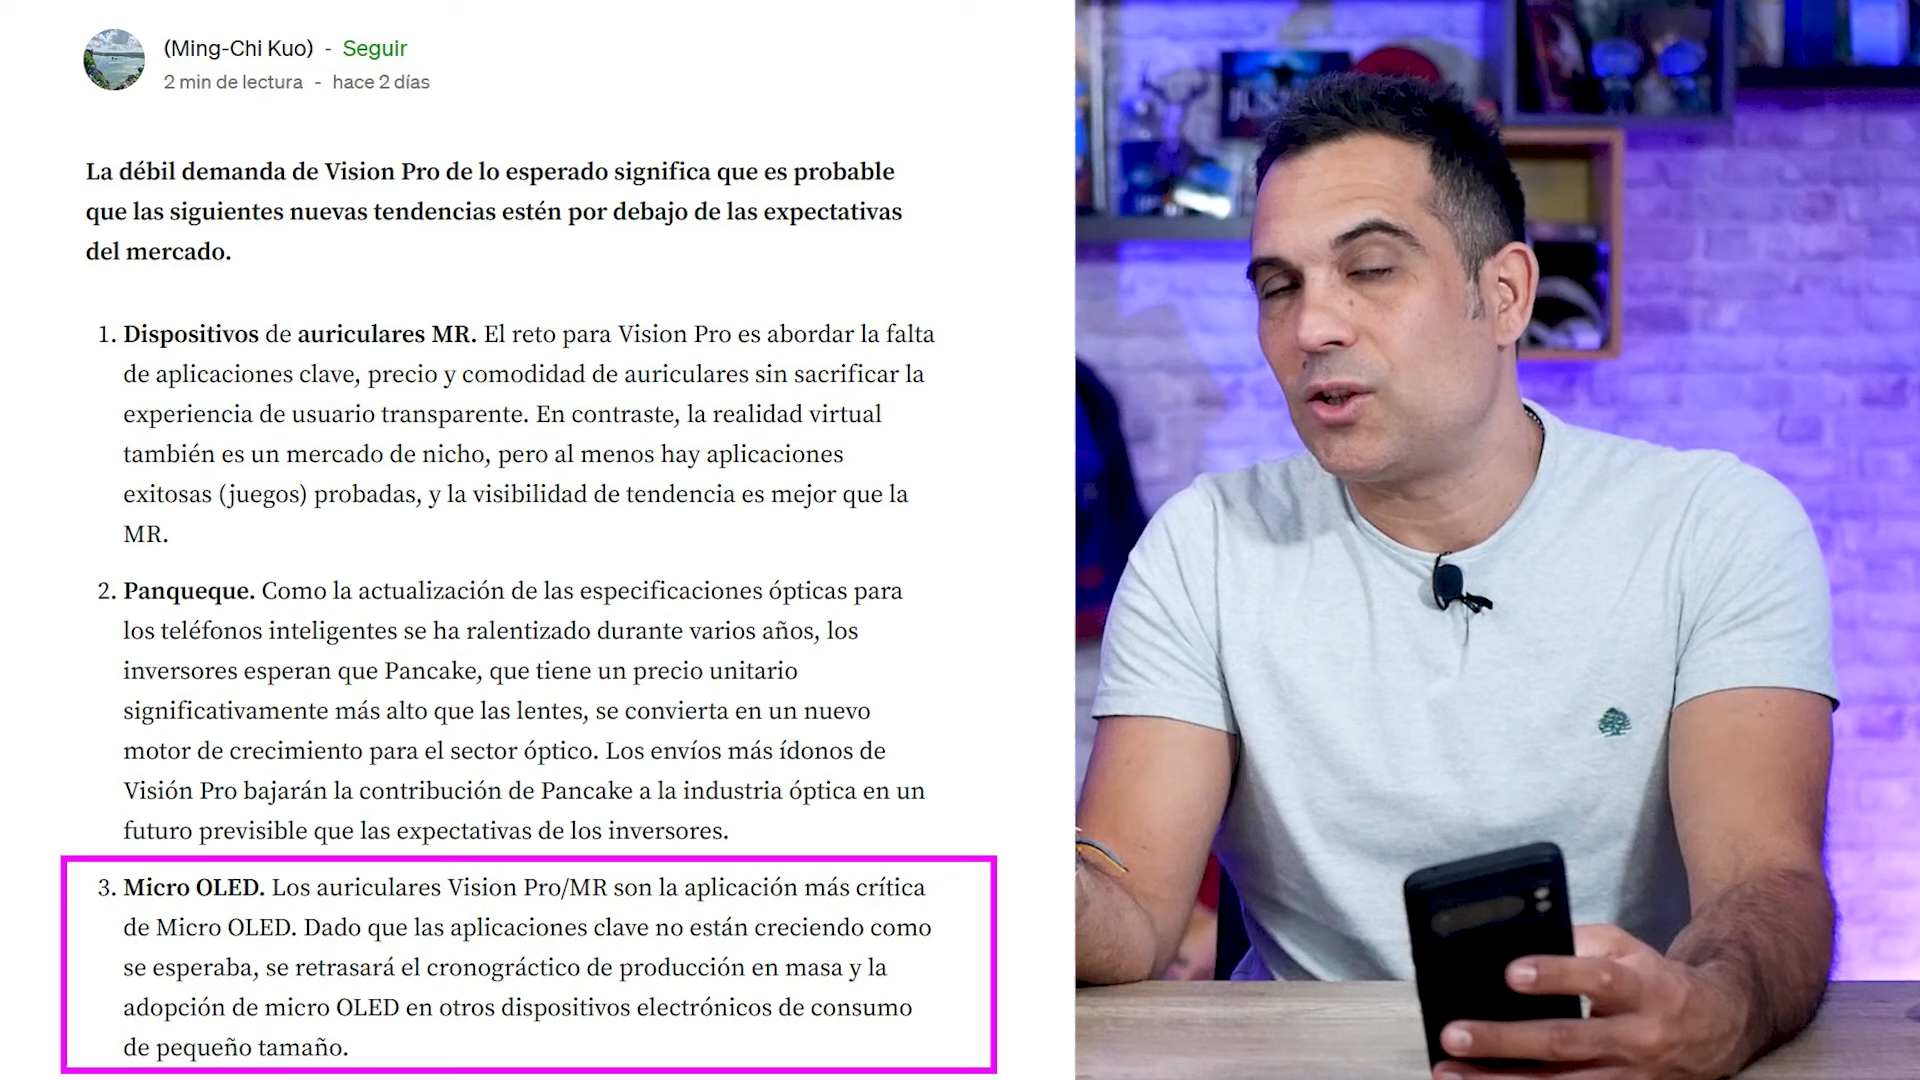 (Ming-Chi Kuo) - Seguir
2 min de lectura - hace 2 días
La débil demanda de Vision Pro de lo esperado significa que es probable
que las siguientes nuevas tendencias estén por debajo de las expectativas
del mercado.
1. Dispositivos de auriculares MR. El reto para Vision Pro es abordar la falta
de aplicaciones clave, precio y comodidad de auriculares sin sacrificar la
experiencia de usuario transparente. En contraste, la realidad virtual
también es un mercado de nicho, pero al menos hay aplicaciones
exitosas (juegos) probadas, y la visibilidad de tendencia es mejor que la
MR.
2. Panqueque. Como la actualización de las especificaciones ópticas para
los teléfonos inteligentes se ha ralentizado durante varios años, los
inversores esperan que Pancake, que tiene un precio unitario
significativamente más alto que las lentes, se convierta en un nuevo
motor de crecimiento para el sector óptico. Los envíos más ídonos de
Visión Pro bajarán la contribución de Pancake a la industria óptica en un
futuro previsible que las expectativas de los inversores.
3. Micro OLED. Los auriculares Vision Pro/MR son la aplicación más crítica
de Micro OLED. Dado que las aplicaciones clave no están creciendo como
se esperaba, se retrasará el cronográctico de producción en masa y la
adopción de micro OLED en otros dispositivos electrónicos de consumo
de pequeño tamaño.